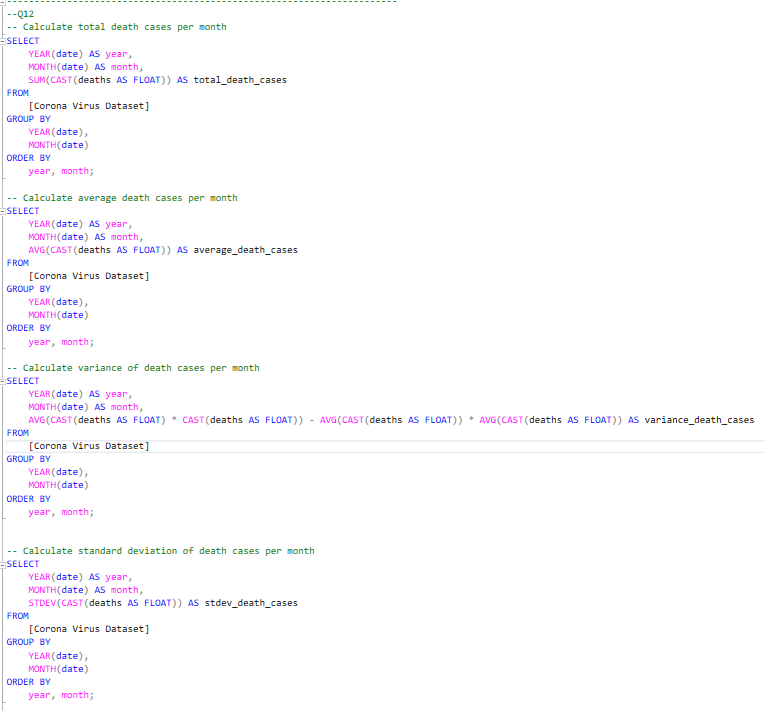 --Q12
-- Calculate total death cases per month
SELECT
    YEAR(date) AS year,
    MONTH(date) AS month,
    SUM(CAST(deaths AS FLOAT)) AS total_death_cases
FROM
    [Corona Virus Dataset]
GROUP BY
    YEAR(date),
    MONTH(date)
ORDER BY
    year, month;
-- Calculate average death cases per month
SELECT
    YEAR(date) AS year,
    MONTH(date) AS month,
    AVG(CAST(deaths AS FLOAT)) AS average_death_cases
FROM
    [Corona Virus Dataset]
GROUP BY
    YEAR(date),
    MONTH(date)
ORDER BY
    year, month;
-- Calculate variance of death cases per month
SELECT
    YEAR(date) AS year,
    MONTH(date) AS month,
    AVG(CAST(deaths AS FLOAT) * CAST(deaths AS FLOAT)) - AVG(CAST(deaths AS FLOAT)) * AVG(CAST(deaths AS FLOAT)) AS variance_death_cases
FROM
    [Corona Virus Dataset]
GROUP BY
    YEAR(date),
    MONTH(date)
ORDER BY
    year, month;
-- Calculate standard deviation of death cases per month
SELECT
    YEAR(date) AS year,
    MONTH(date) AS month,
    STDEV(CAST(deaths AS FLOAT)) AS stdev_death_cases
FROM
    [Corona Virus Dataset]
GROUP BY
    YEAR(date),
    MONTH(date)
ORDER BY
    year, month;